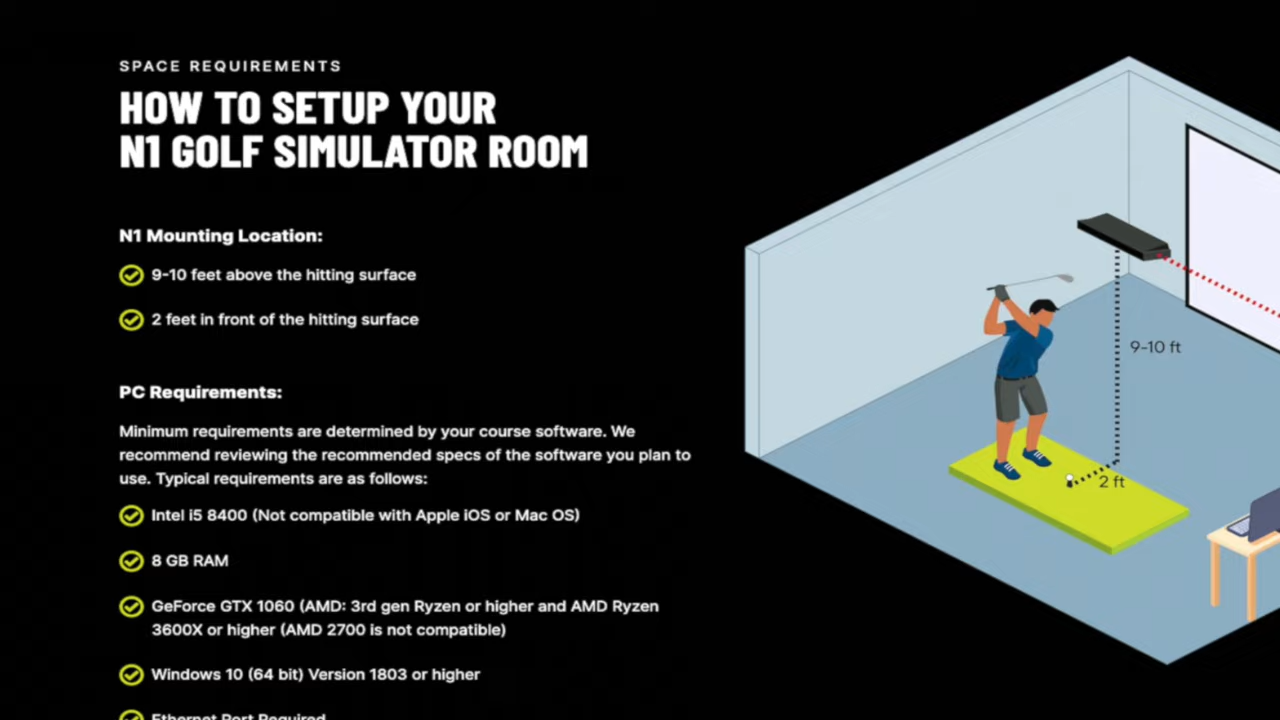 SPACE REQUIREMENTS
HOW TO SETUP YOUR
N1 GOLF SIMULATOR ROOM
N1 Mounting Location:
9-10 feet above the hitting surface
2 feet in front of the hitting surface
PC Requirements:
Minimum requirements are determined by your course software. We
recommend reviewing the recommended specs of the software you plan to
use. Typical requirements are as follows:
Intel i5 8400 (Not compatible with Apple iOS or Mac OS)
8 GB RAM
GeForce GTX 1060 (AMD: 3rd gen Ryzen or higher and AMD Ryzen
3600X or higher (AMD 2700 is not compatible)
Windows 10 (64 bit) Version 1803 or higher
Ethernet Port Required
9-10 ft
2 ft